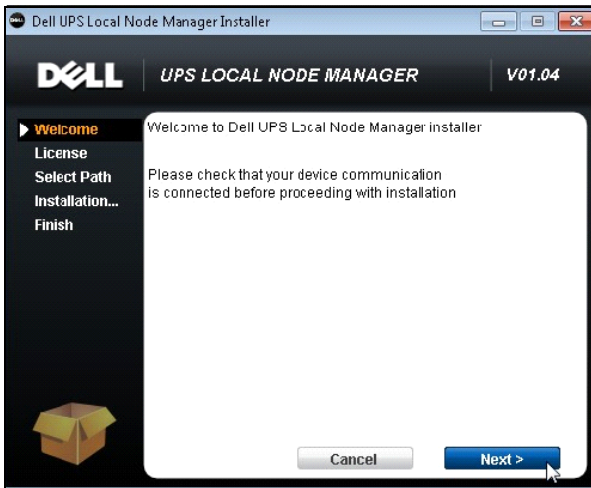 Dell UPS Local Node Manager Installer
DELL
UPS LOCAL NODE MANAGER
V01.04
Welcome
License
Select Path
Installation...
Finish
Welcome to Dell UPS Local Node Manager installer
Please check that your device communication
is connected before proceeding with installation
Cancel
Next >